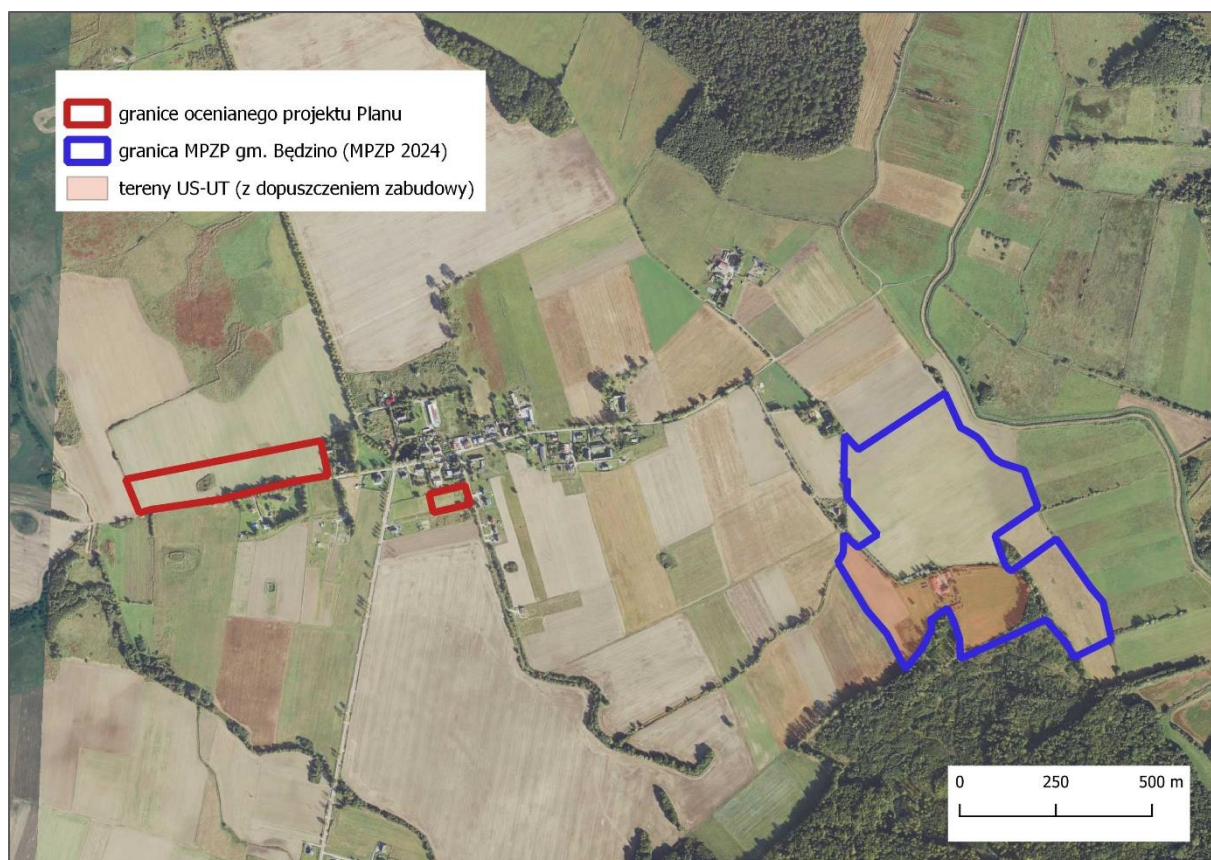 granice ocenianego projektu Planu
granica MPZP gm. Będzino (MPZP 2024)
tereny US-UT (z dopuszczeniem zabudowy)
0 250 500 m